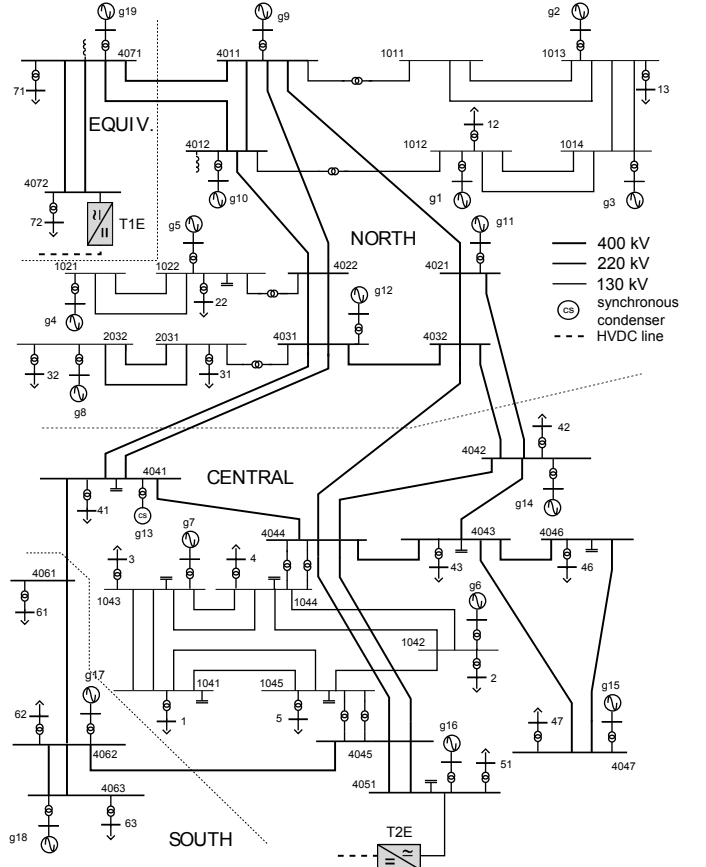 g19
g9
g2
4071
4011
1011
1013
71
13
EQUIV.
12
4012
1012
1014
4072
g10
g1
g3
72
T1E
g5
NORTH
g11
400 kV
220 kV
130 kV
CS
synchronous
condenser
HVDC line
1021
1022
4022
4021
g4
22
g12
2032
2031
4031
4032
32
31
g8
42
4042
CENTRAL
4041
g14
41
CS
g13
g7
4044
4043
4046
3
4
43
46
4061
1043
1044
g6
61
1042
g17
1041
1045
2
g15
62
1
5
47
g16
4062
4045
51
4047
4051
4063
g18
63
SOUTH
T2E